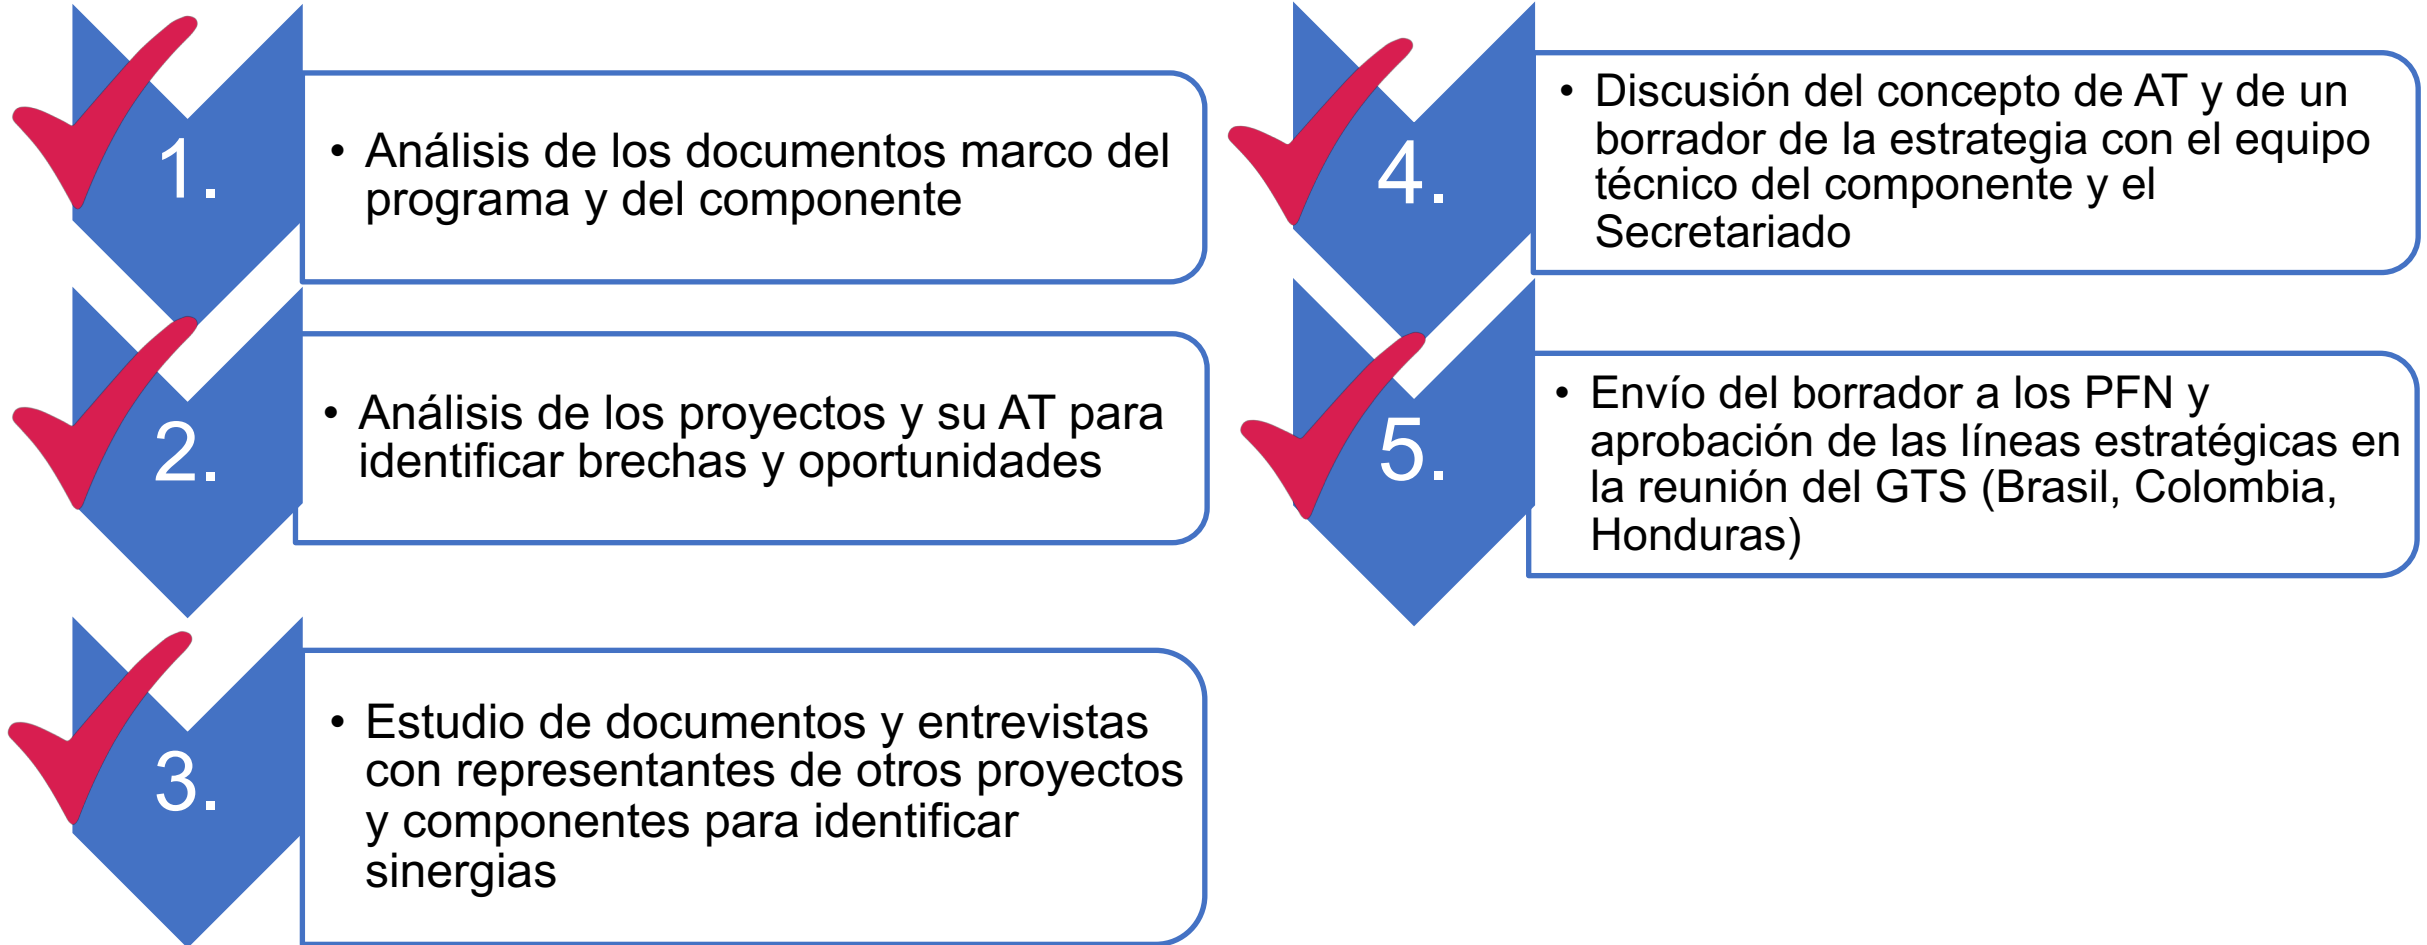 1.
• Análisis de los documentos marco del
programa y del componente
2.
• Análisis de los proyectos y su AT para
identificar brechas y oportunidades
3.
• Estudio de documentos y entrevistas
con representantes de otros proyectos
y componentes para identificar
sinergias
4.
• Discusión del concepto de AT y de un
borrador de la estrategia con el equipo
técnico del componente y el
Secretariado
5.
• Envío del borrador a los PFN y
aprobación de las líneas estratégicas en
la reunión del GTS (Brasil, Colombia,
Honduras)